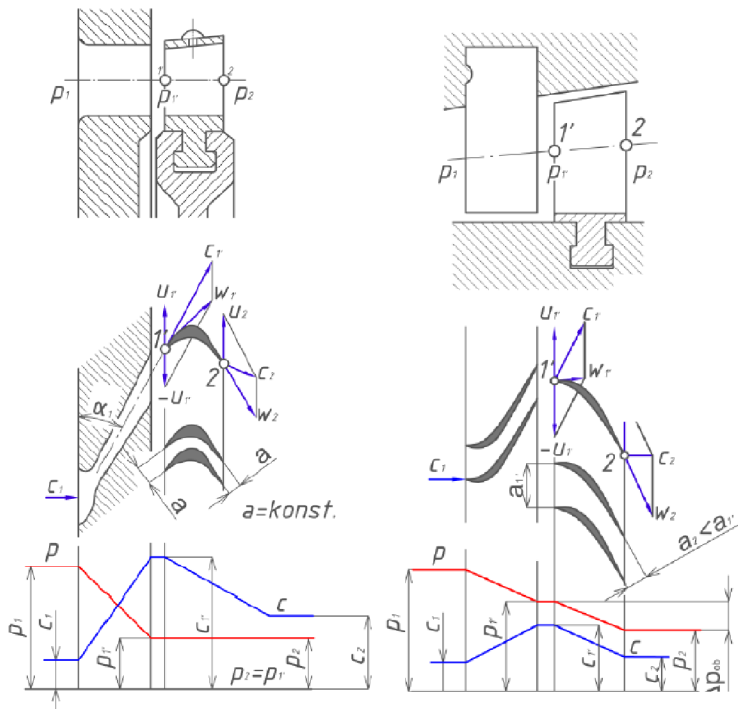 1' 2
p₁ p₁' p₂
1' 2
p₁ p₁' p₂
c₁' u₁' w₁' u₂
1' 2 c₂
-u₁' w₂
α₁
c₁
a a
a=konst.
u₁' c₁'
1' w₁'
-u₁' 2 c₂
c₁ a₁' w₂
a₂<a₁'
p c
p₁ c₁ p₁' c₁' p₂ c₂
p₂=p₁'
p c
p₁ c₁ p₁' c₁' c₂ p₂ Δpob